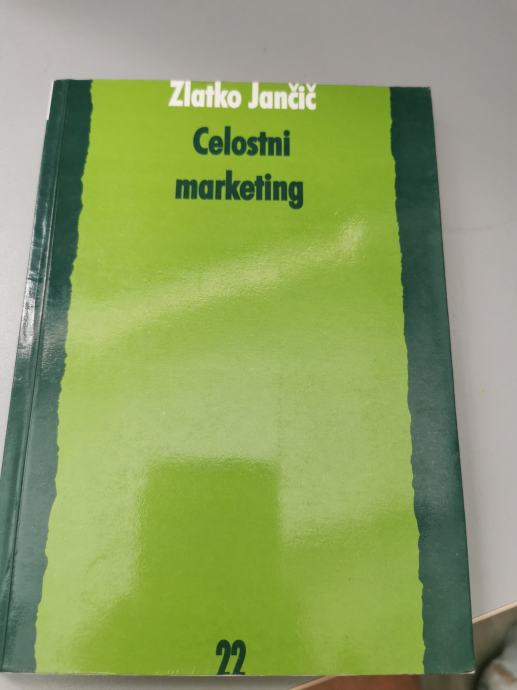 Zlatko Jančič
Celostni
marketing
22